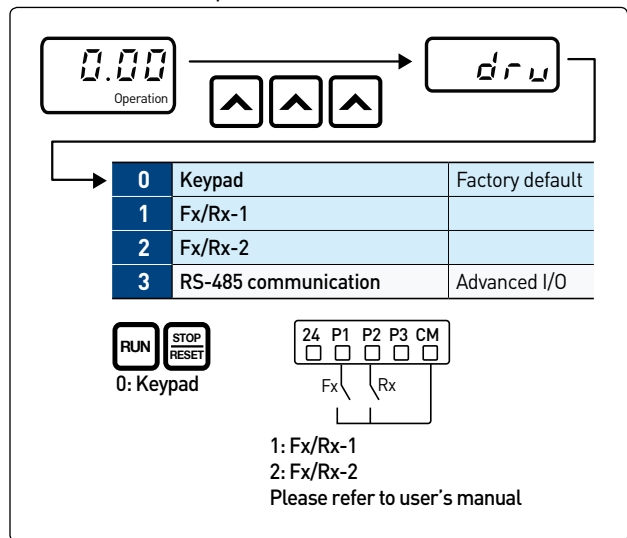 0.00
Operation
dru
0 Keypad Factory default
1 Fx/Rx-1
2 Fx/Rx-2
3 RS-485 communication Advanced I/O
RUN STOP RESET
0: Keypad
24 P1 P2 P3 CM
Fx Rx
1: Fx/Rx-1
2: Fx/Rx-2
Please refer to user's manual